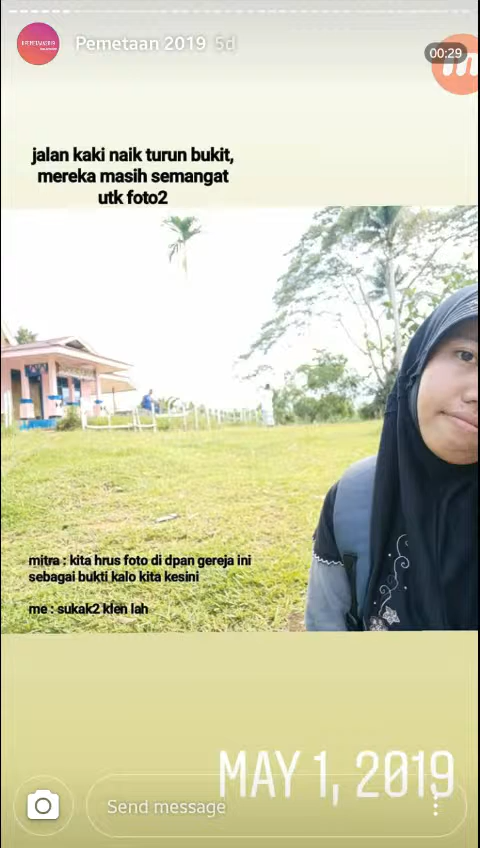 Pemetaan 2019 5d
00:29
jalan kaki naik turun bukit,
mereka masih semangat
utk foto2
mitra : kita hrus foto di dpan gereja ini
sebagai bukti kalo kita kesini
me : sukak2 klen lah
MAY 1, 2019
Send message